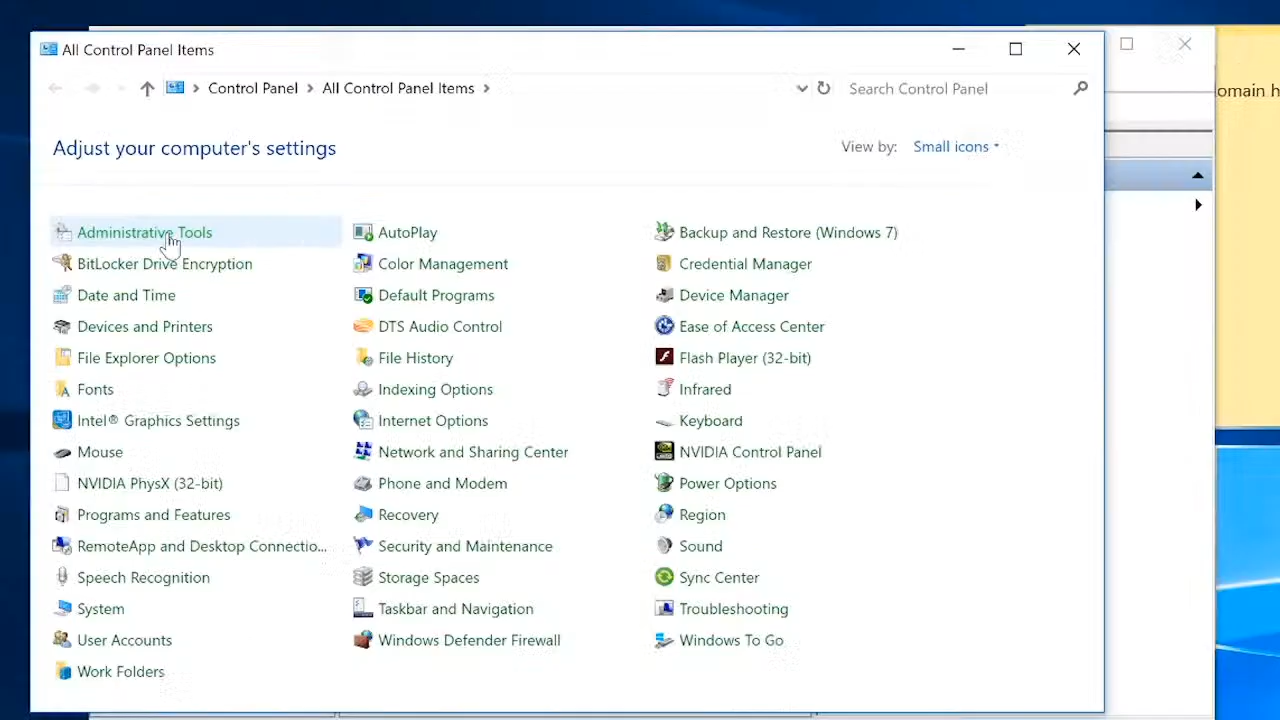 All Control Panel Items
Control Panel > All Control Panel Items >
Search Control Panel
omain h
Adjust your computer's settings
View by: Small icons
Administrative Tools
AutoPlay
Backup and Restore (Windows 7)
BitLocker Drive Encryption
Color Management
Credential Manager
Date and Time
Default Programs
Device Manager
Devices and Printers
DTS Audio Control
Ease of Access Center
File Explorer Options
File History
Flash Player (32-bit)
Fonts
Indexing Options
Infrared
Intel® Graphics Settings
Internet Options
Keyboard
Mouse
Network and Sharing Center
NVIDIA Control Panel
NVIDIA PhysX (32-bit)
Phone and Modem
Power Options
Programs and Features
Recovery
Region
RemoteApp and Desktop Connectio...
Security and Maintenance
Sound
Speech Recognition
Storage Spaces
Sync Center
System
Taskbar and Navigation
Troubleshooting
User Accounts
Windows Defender Firewall
Windows To Go
Work Folders